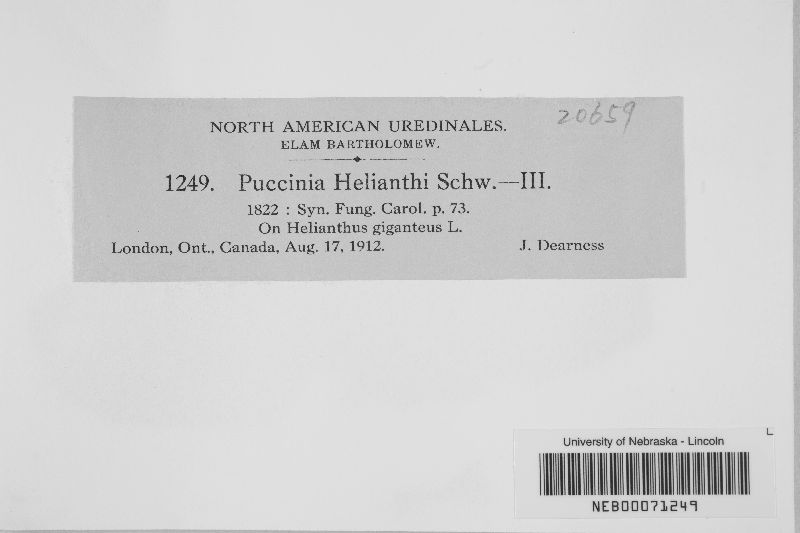 20659
NORTH AMERICAN UREDINALES.
ELAM BARTHOLOMEW.
1249. Puccinia Helianthi Schw.—III.
1822 : Syn. Fung. Carol. p. 73.
On Helianthus giganteus L.
London, Ont., Canada, Aug. 17, 1912. J. Dearness
L
University of Nebraska - Lincoln
NEB00071249